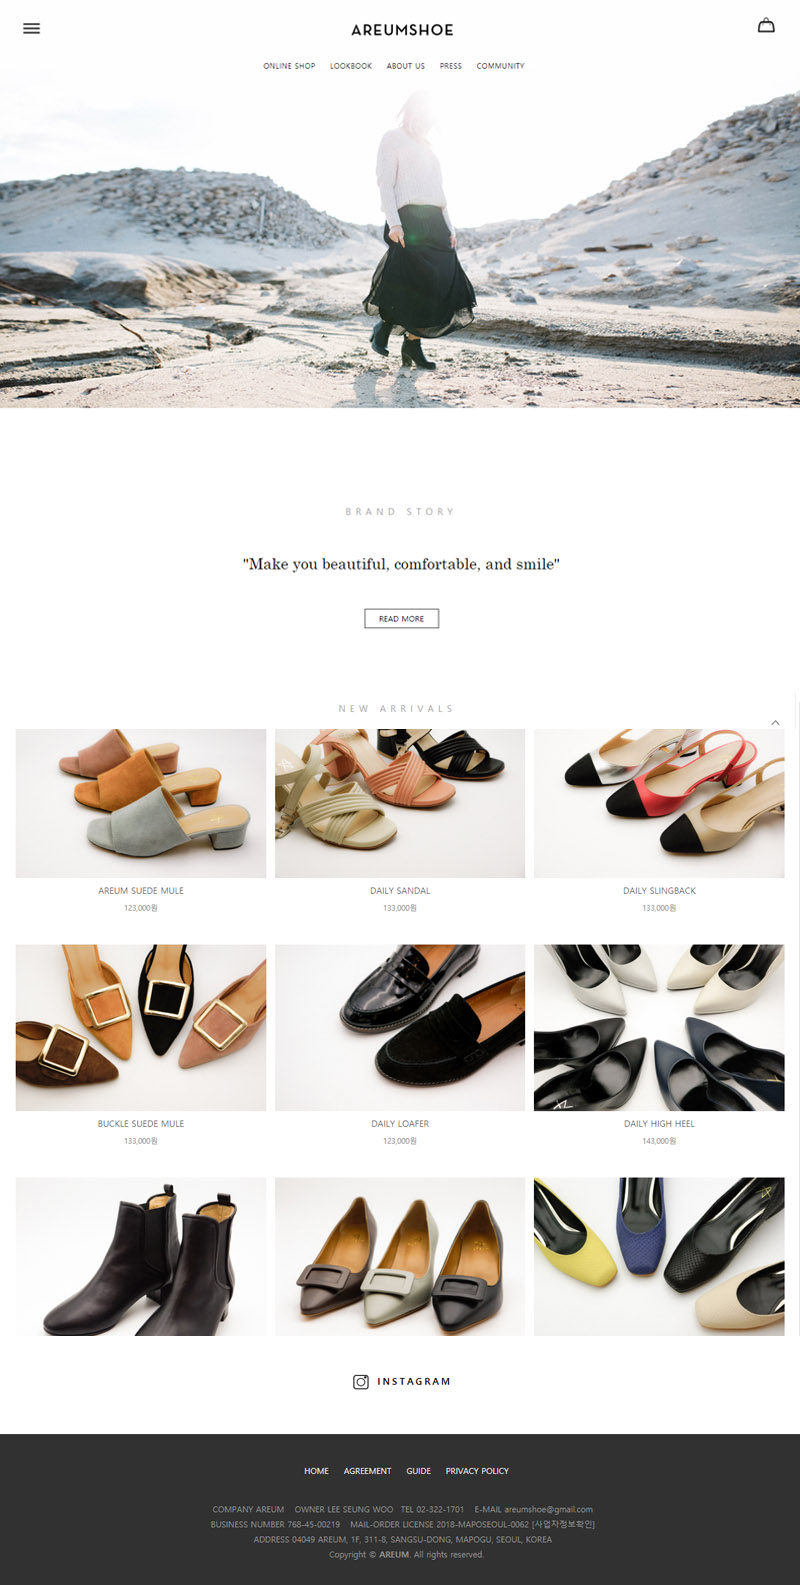 AREUMSHOE
ONLINE SHOP LOOKBOOK ABOUT US PRESS COMMUNITY
BRAND STORY
"Make you beautiful, comfortable, and smile"
READ MORE
NEW ARRIVALS
AREUM SUEDE MULE
123,000원
DAILY SANDAL
133,000원
DAILY SLINGBACK
133,000원
BUCKLE SUEDE MULE
133,000원
DAILY LOAFER
123,000원
DAILY HIGH HEEL
143,000원
INSTAGRAM
HOME AGREEMENT GUIDE PRIVACY POLICY
COMPANY AREUM OWNER LEE SEUNG WOO TEL 02-322-1701 E-MAIL areumshoe@gmail.com
BUSINESS NUMBER 768-45-00219 MAIL-ORDER LICENSE 2018-MAPOSEOUL-0062 [사업자정보확인]
ADDRESS 04049 AREUM, 1F, 311-8, SANGSU-DONG, MAPOGU, SEOUL, KOREA
Copyright © AREUM. All rights reserved.